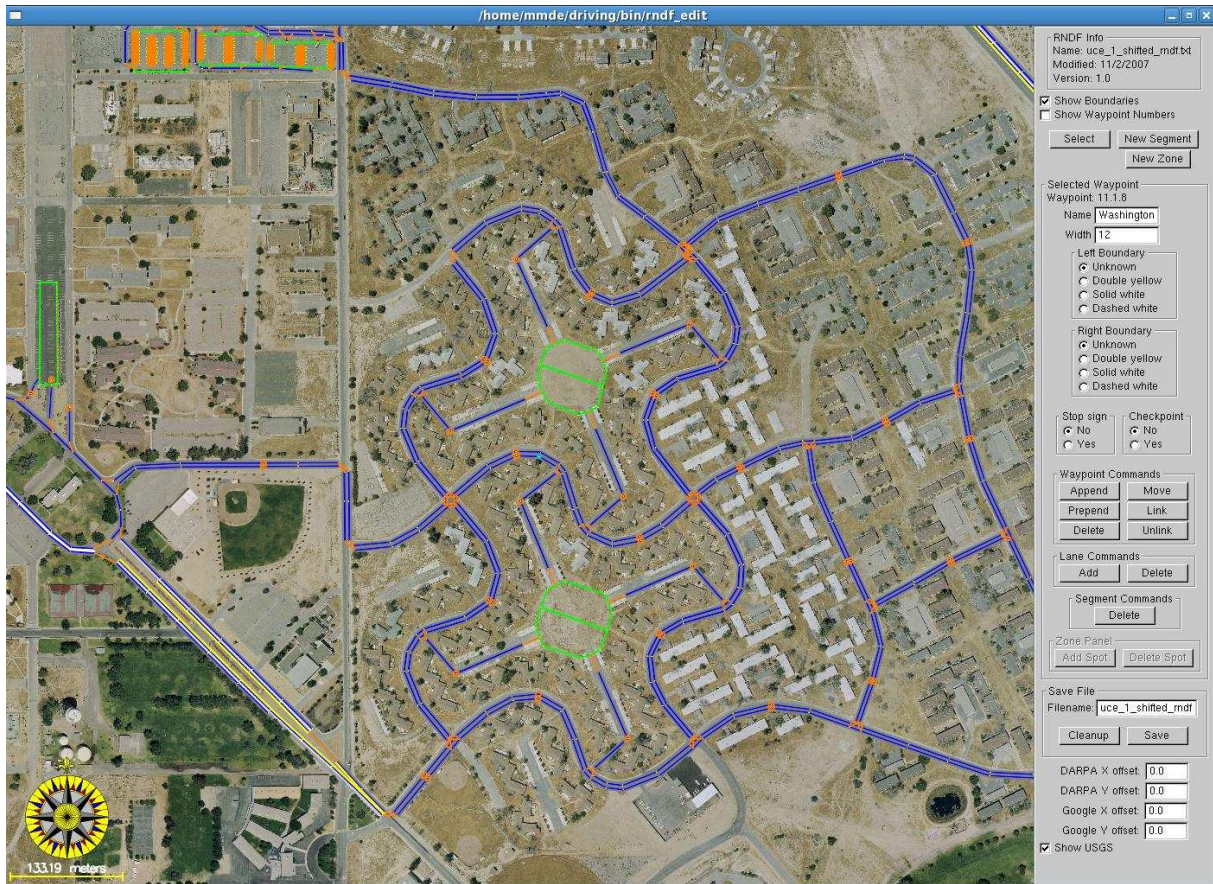 /home/mmde/driving/bin/rndf_edit
RNDF Info
Name: uce_1_shifted_rndf.txt
Modified: 11/2/2007
Version: 1.0
Show Boundaries
Show Waypoint Numbers
Select New Segment
New Zone
Selected Waypoint
Waypoint: 11.1.8
Name Washington
Width 12
Left Boundary
Unknown
Double yellow
Solid white
Dashed white
Right Boundary
Unknown
Double yellow
Solid white
Dashed white
Stop sign Checkpoint
No No
Yes Yes
Waypoint Commands
Append Move
Prepend Link
Delete Unlink
Lane Commands
Add Delete
Segment Commands
Delete
Zone Panel
Add Spot Delete Spot
Save File
Filename: uce_1_shifted_rndf
Cleanup Save
DARPA X offset: 0.0
DARPA Y offset: 0.0
Google X offset: 0.0
Google Y offset: 0.0
Show USGS
133.19 meters